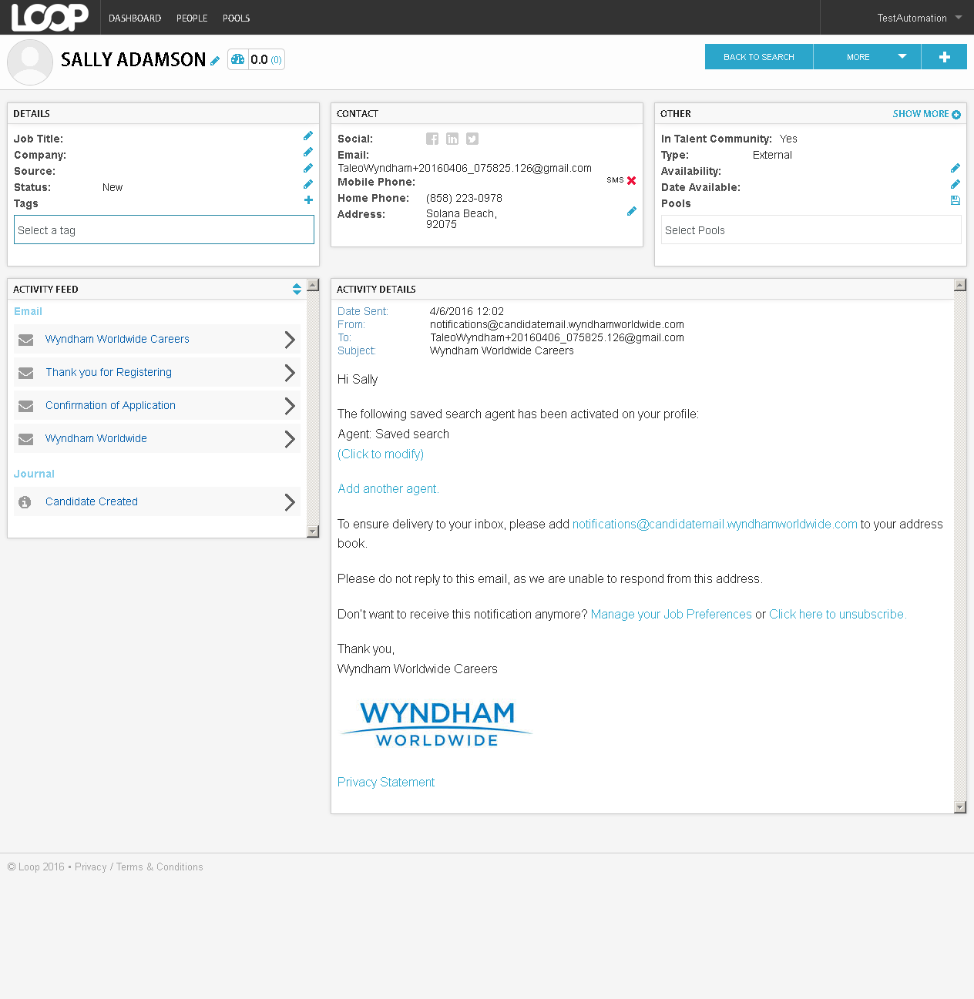 LOOP DASHBOARD PEOPLE POOLS TestAutomation
SALLY ADAMSON 0.0 (0) BACK TO SEARCH MORE
DETAILS
Job Title:
Company:
Source:
Status: New
Tags
Select a tag
CONTACT
Social:
Email:
TaleoWyndham+20160406_075825.126@gmail.com
Mobile Phone: SMS
Home Phone: (858) 223-0978
Address: Solana Beach,
92075
OTHER SHOW MORE
In Talent Community: Yes
Type: External
Availability:
Date Available:
Pools
Select Pools
ACTIVITY FEED
Email
Wyndham Worldwide Careers
Thank you for Registering
Confirmation of Application
Wyndham Worldwide
Journal
Candidate Created
ACTIVITY DETAILS
Date Sent: 4/6/2016 12:02
From: notifications@candidatemail.wyndhamworldwide.com
To: TaleoWyndham+20160406_075825.126@gmail.com
Subject: Wyndham Worldwide Careers
Hi Sally
The following saved search agent has been activated on your profile:
Agent: Saved search
(Click to modify)
Add another agent.
To ensure delivery to your inbox, please add notifications@candidatemail.wyndhamworldwide.com to your address
book.
Please do not reply to this email, as we are unable to respond from this address.
Don't want to receive this notification anymore? Manage your Job Preferences or Click here to unsubscribe.
Thank you,
Wyndham Worldwide Careers
WYNDHAM
WORLDWIDE
Privacy Statement
© Loop 2016 • Privacy / Terms & Conditions